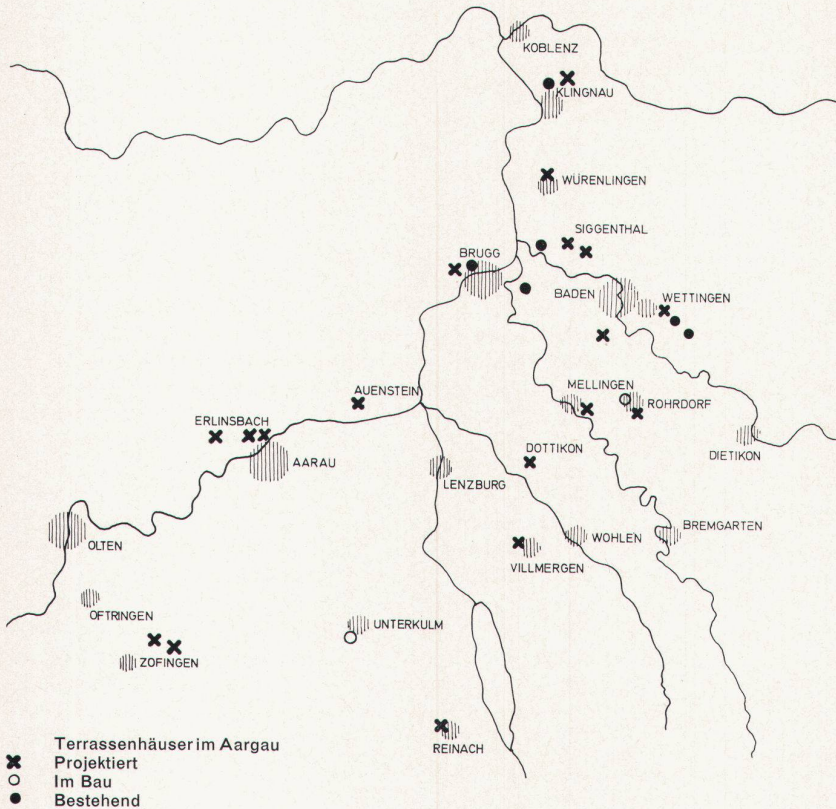 KOBLENZ
KLINGNAU
WÜRENLINGEN
SIGGENTHAL
BRUGG
BADEN
WETTINGEN
AUENSTEIN
MELLINGEN
ROHRDORF
ERLINSBACH
DIETIKON
DOTTIKON
AARAU
LENZBURG
BREMGARTEN
WOHLEN
OLTEN
VILLMERGEN
OFTRINGEN
UNTERKULM
ZOFINGEN
REINACH
Terrassenhäuser im Aargau
Projektiert
Im Bau
Bestehend